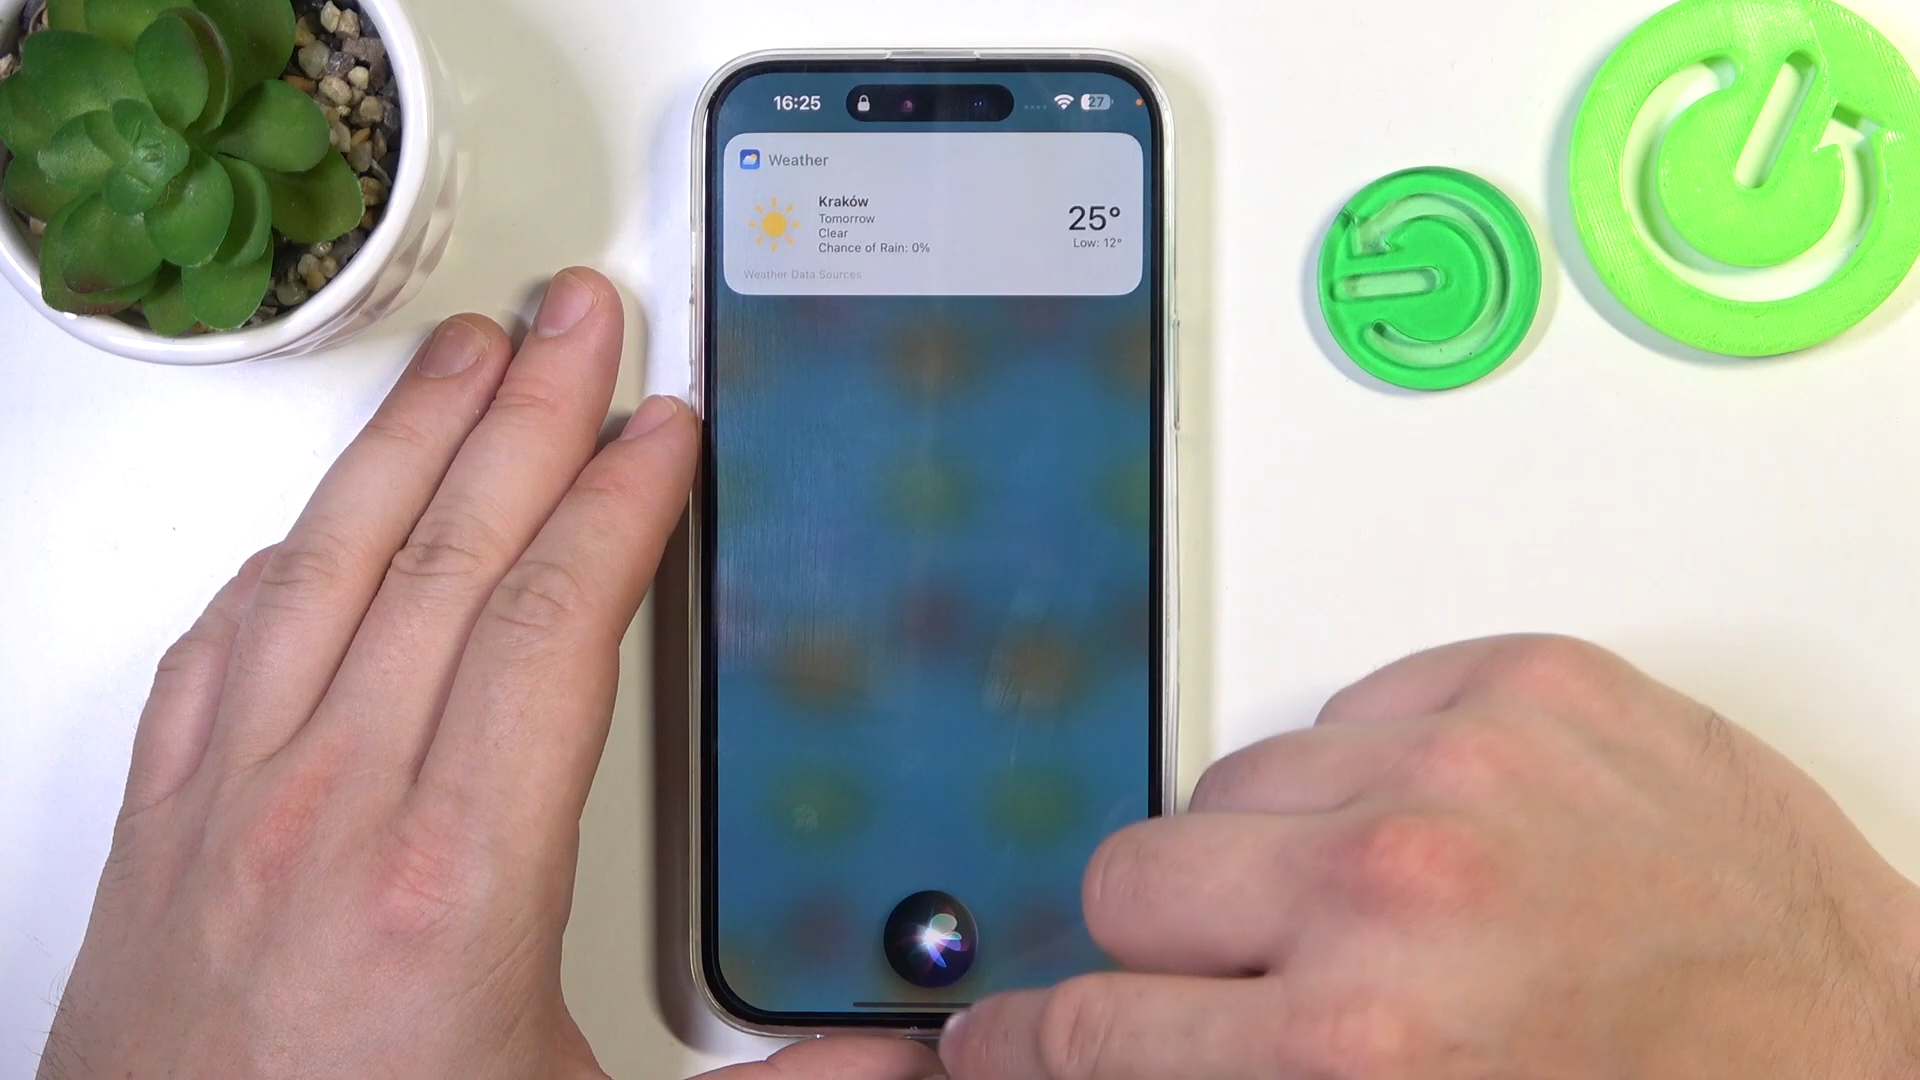 16:25
27
Weather
Kraków
Tomorrow
Clear
Chance of Rain: 0%
25°
Low: 12°
Weather Data Sources